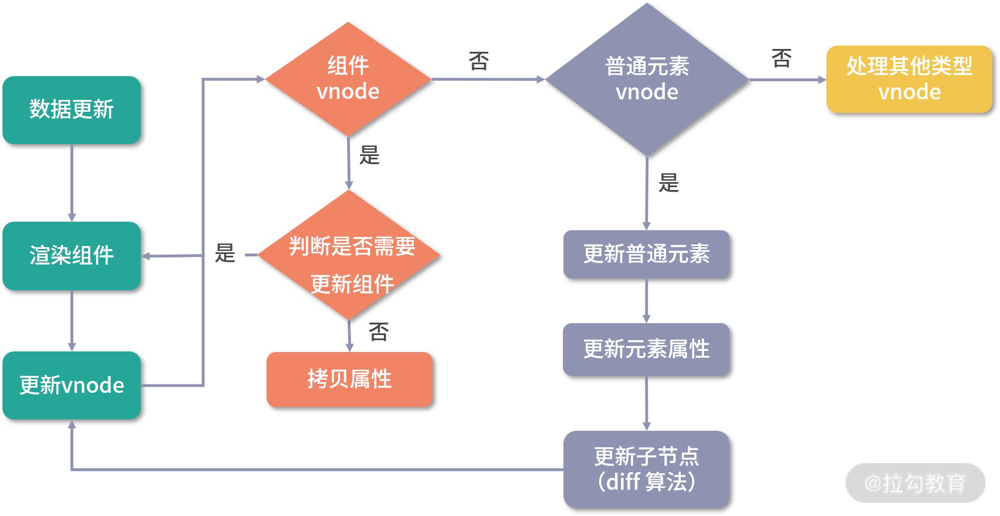 数据更新
渲染组件
更新vnode
组件
vnode
是
判断是否需要
更新组件
是
否
拷贝属性
否
普通元素
vnode
是
更新普通元素
更新元素属性
更新子节点
（diff 算法）
否
处理其他类型
vnode
@拉勾教育